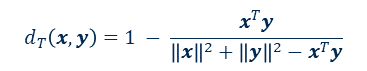 d_T(x, y) = 1 − x^T y / (‖x‖² + ‖y‖² − x^T y)